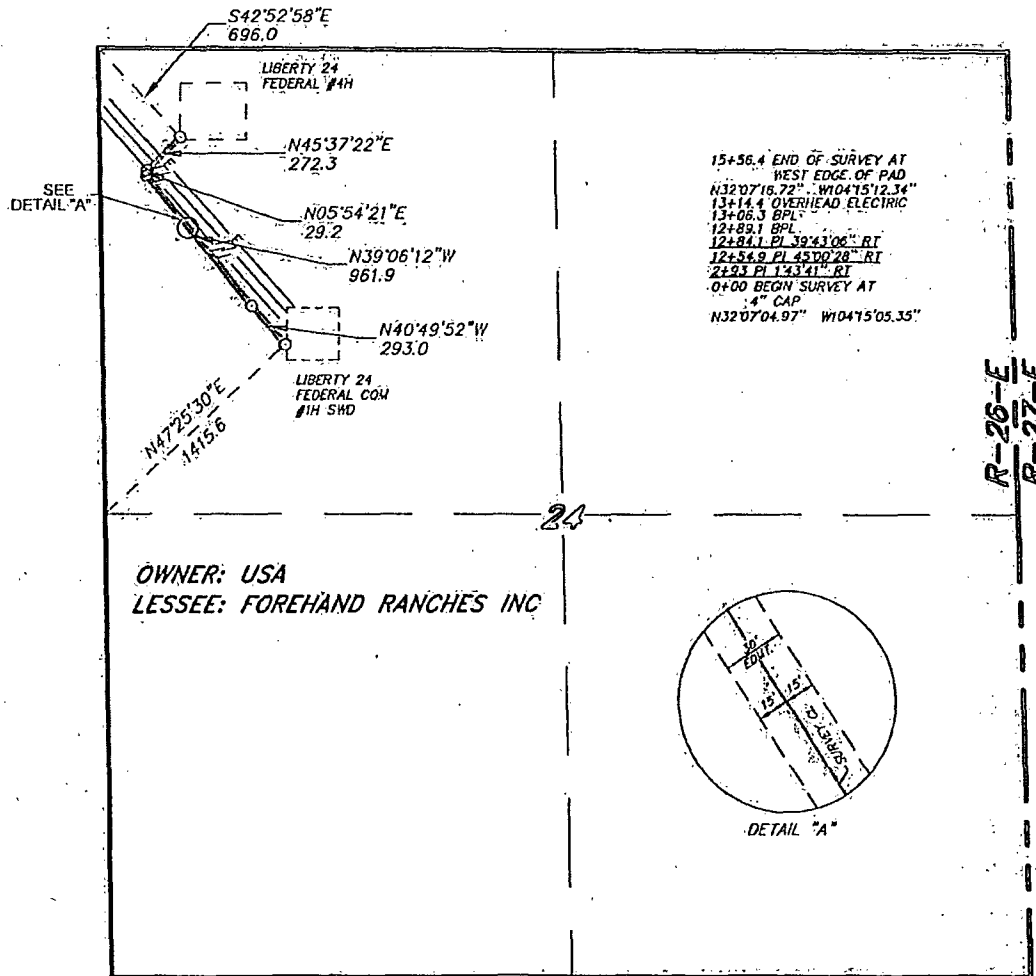 S42°52'58"E
696.0
LIBERTY 24
FEDERAL #4H
N45°37'22"E
272.3
SEE
DETAIL "A"
N05°54'21"E
29.2
N39°06'12"W
961.9
N40°49'52"W
293.0
LIBERTY 24
FEDERAL COM
#1H SWD
N47°25'30"E
1415.6
15+56.4 END OF SURVEY AT
WEST EDGE OF PAD
N32°07'16.72" W104°15'12.34"
13+14.4 OVERHEAD ELECTRIC
13+06.3 BPL
12+89.1 BPL
12+84.1 PI 39°43'06" RT
12+54.9 PI 45°00'28" RT
2+93 PI 1°43'41" RT
0+00 BEGIN SURVEY AT
4" CAP
N32°07'04.97" W104°15'05.35"
R-26-E
R-27-E
24
OWNER: USA
LESSEE: FOREHAND RANCHES INC
30'
15'
15'
SURVEY CL
DETAIL "A"